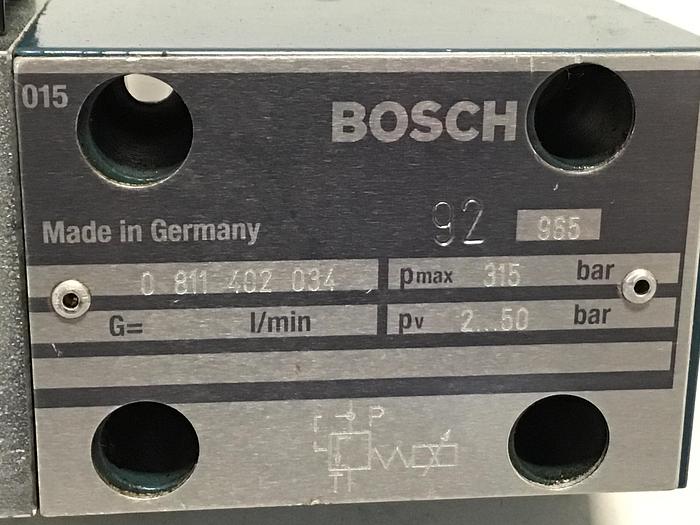 015
BOSCH
92 965
Made in Germany
0 811 402 034
pmax 315 bar
G= l/min
pv 2...50 bar
P
T